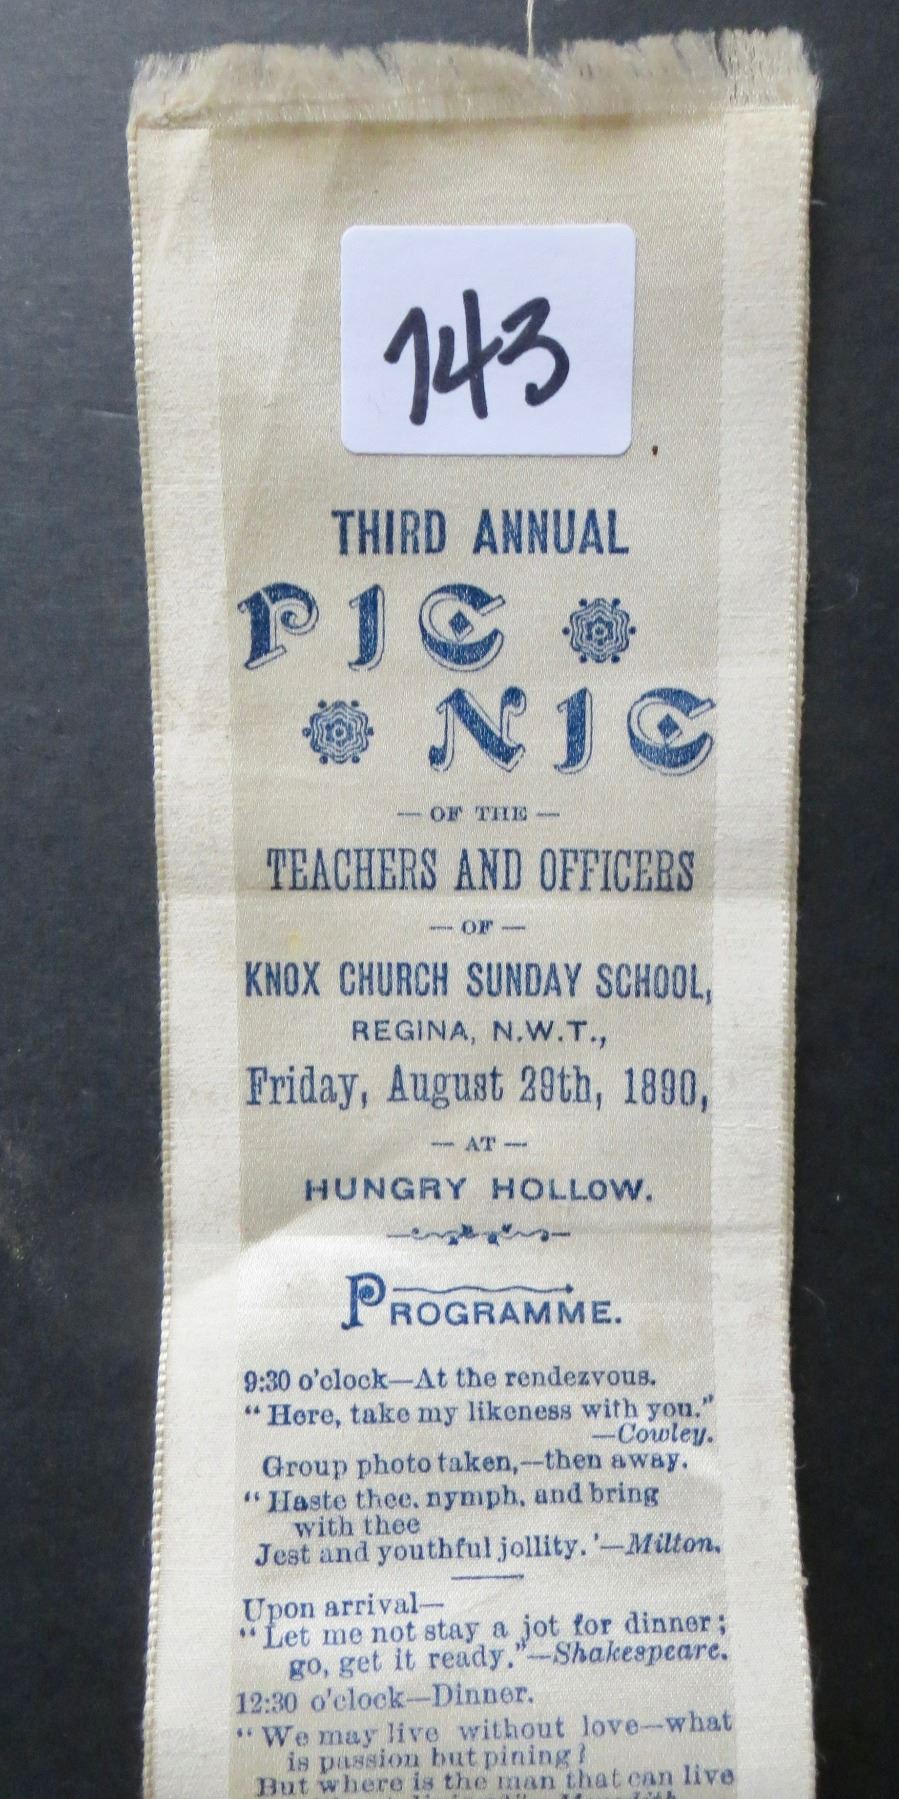 743
THIRD ANNUAL
PIC
NIC
— OF THE —
TEACHERS AND OFFICERS
— OF —
KNOX CHURCH SUNDAY SCHOOL,
REGINA, N.W.T.,
Friday, August 29th, 1890,
— AT —
HUNGRY HOLLOW.
PROGRAMME.
9:30 o'clock—At the rendezvous.
"Here, take my likeness with you."
—Cowley.
Group photo taken,—then away.
"Haste thee. nymph, and bring
with thee
Jest and youthful jollity.'—Milton.
Upon arrival—
"Let me not stay a jot for dinner;
go, get it ready."—Shakespeare.
12:30 o'clock—Dinner.
"We may live without love—what
is passion but pining?
But where is the man that can live